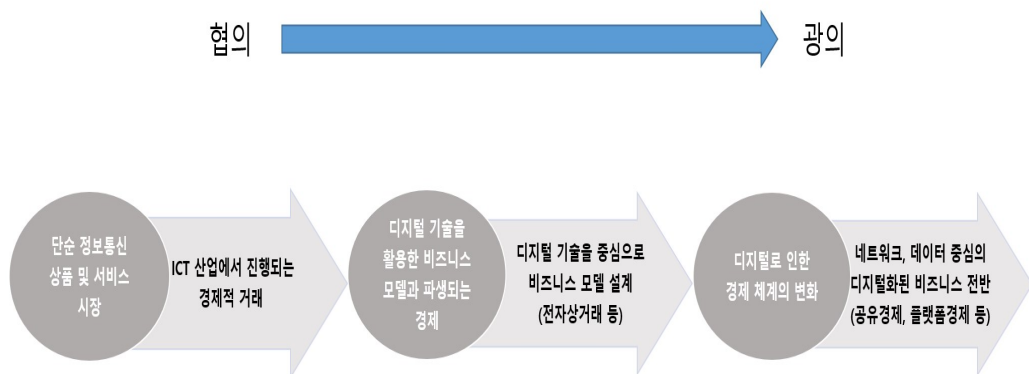 협의
광의
단순 정보통신
상품 및 서비스
시장
ICT 산업에서 진행되는
경제적 거래
디지털 기술을
활용한 비즈니스
모델과 파생되는
경제
디지털 기술을 중심으로
비즈니스 모델 설계
(전자상거래 등)
디지털로 인한
경제 체계의 변화
네트워크, 데이터 중심의
디지털화된 비즈니스 전반
(공유경제, 플랫폼경제 등)